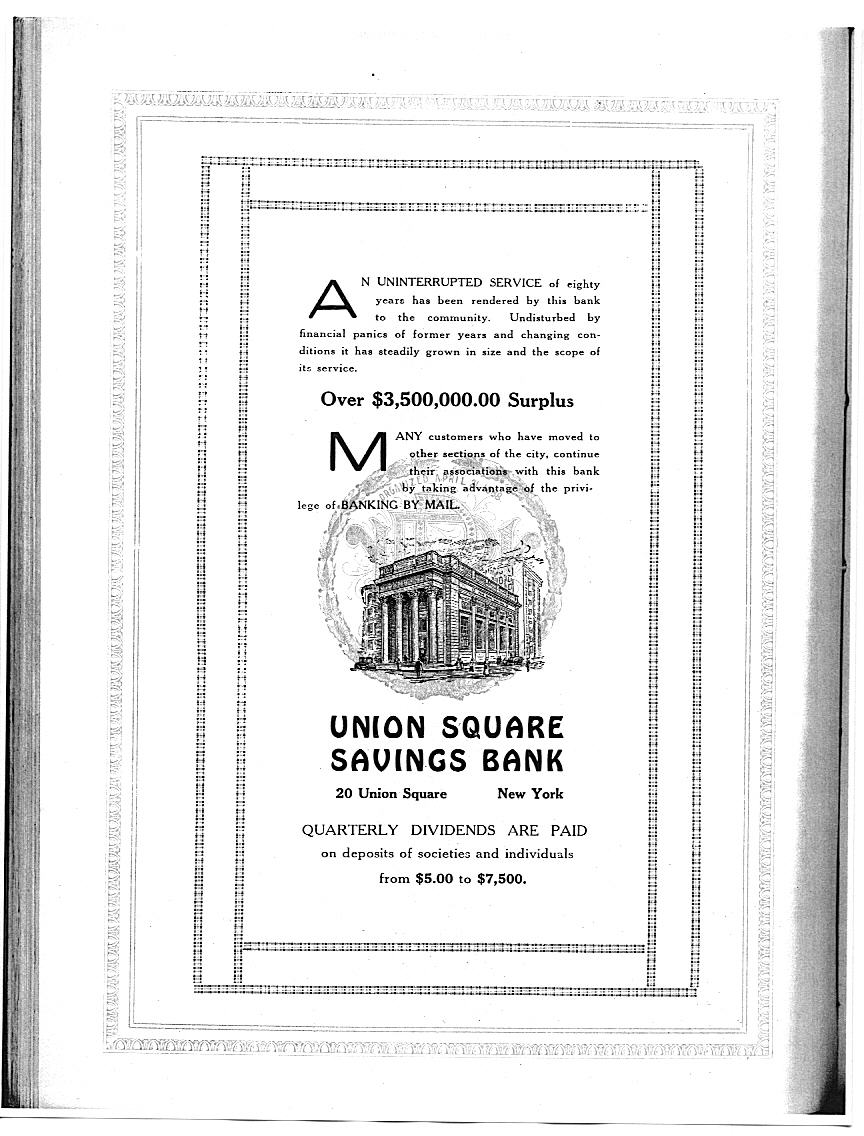 AN UNINTERRUPTED SERVICE of eighty
years has been rendered by this bank
to the community. Undisturbed by
financial panics of former years and changing con-
ditions it has steadily grown in size and the scope of
its service.
Over $3,500,000.00 Surplus
MANY customers who have moved to
other sections of the city, continue
their associations with this bank
by taking advantage of the privi-
lege of BANKING BY MAIL.
ORGANIZED APRIL
UNION SQUARE
SAVINGS BANK
20 Union Square New York
QUARTERLY DIVIDENDS ARE PAID
on deposits of societies and individuals
from $5.00 to $7,500.